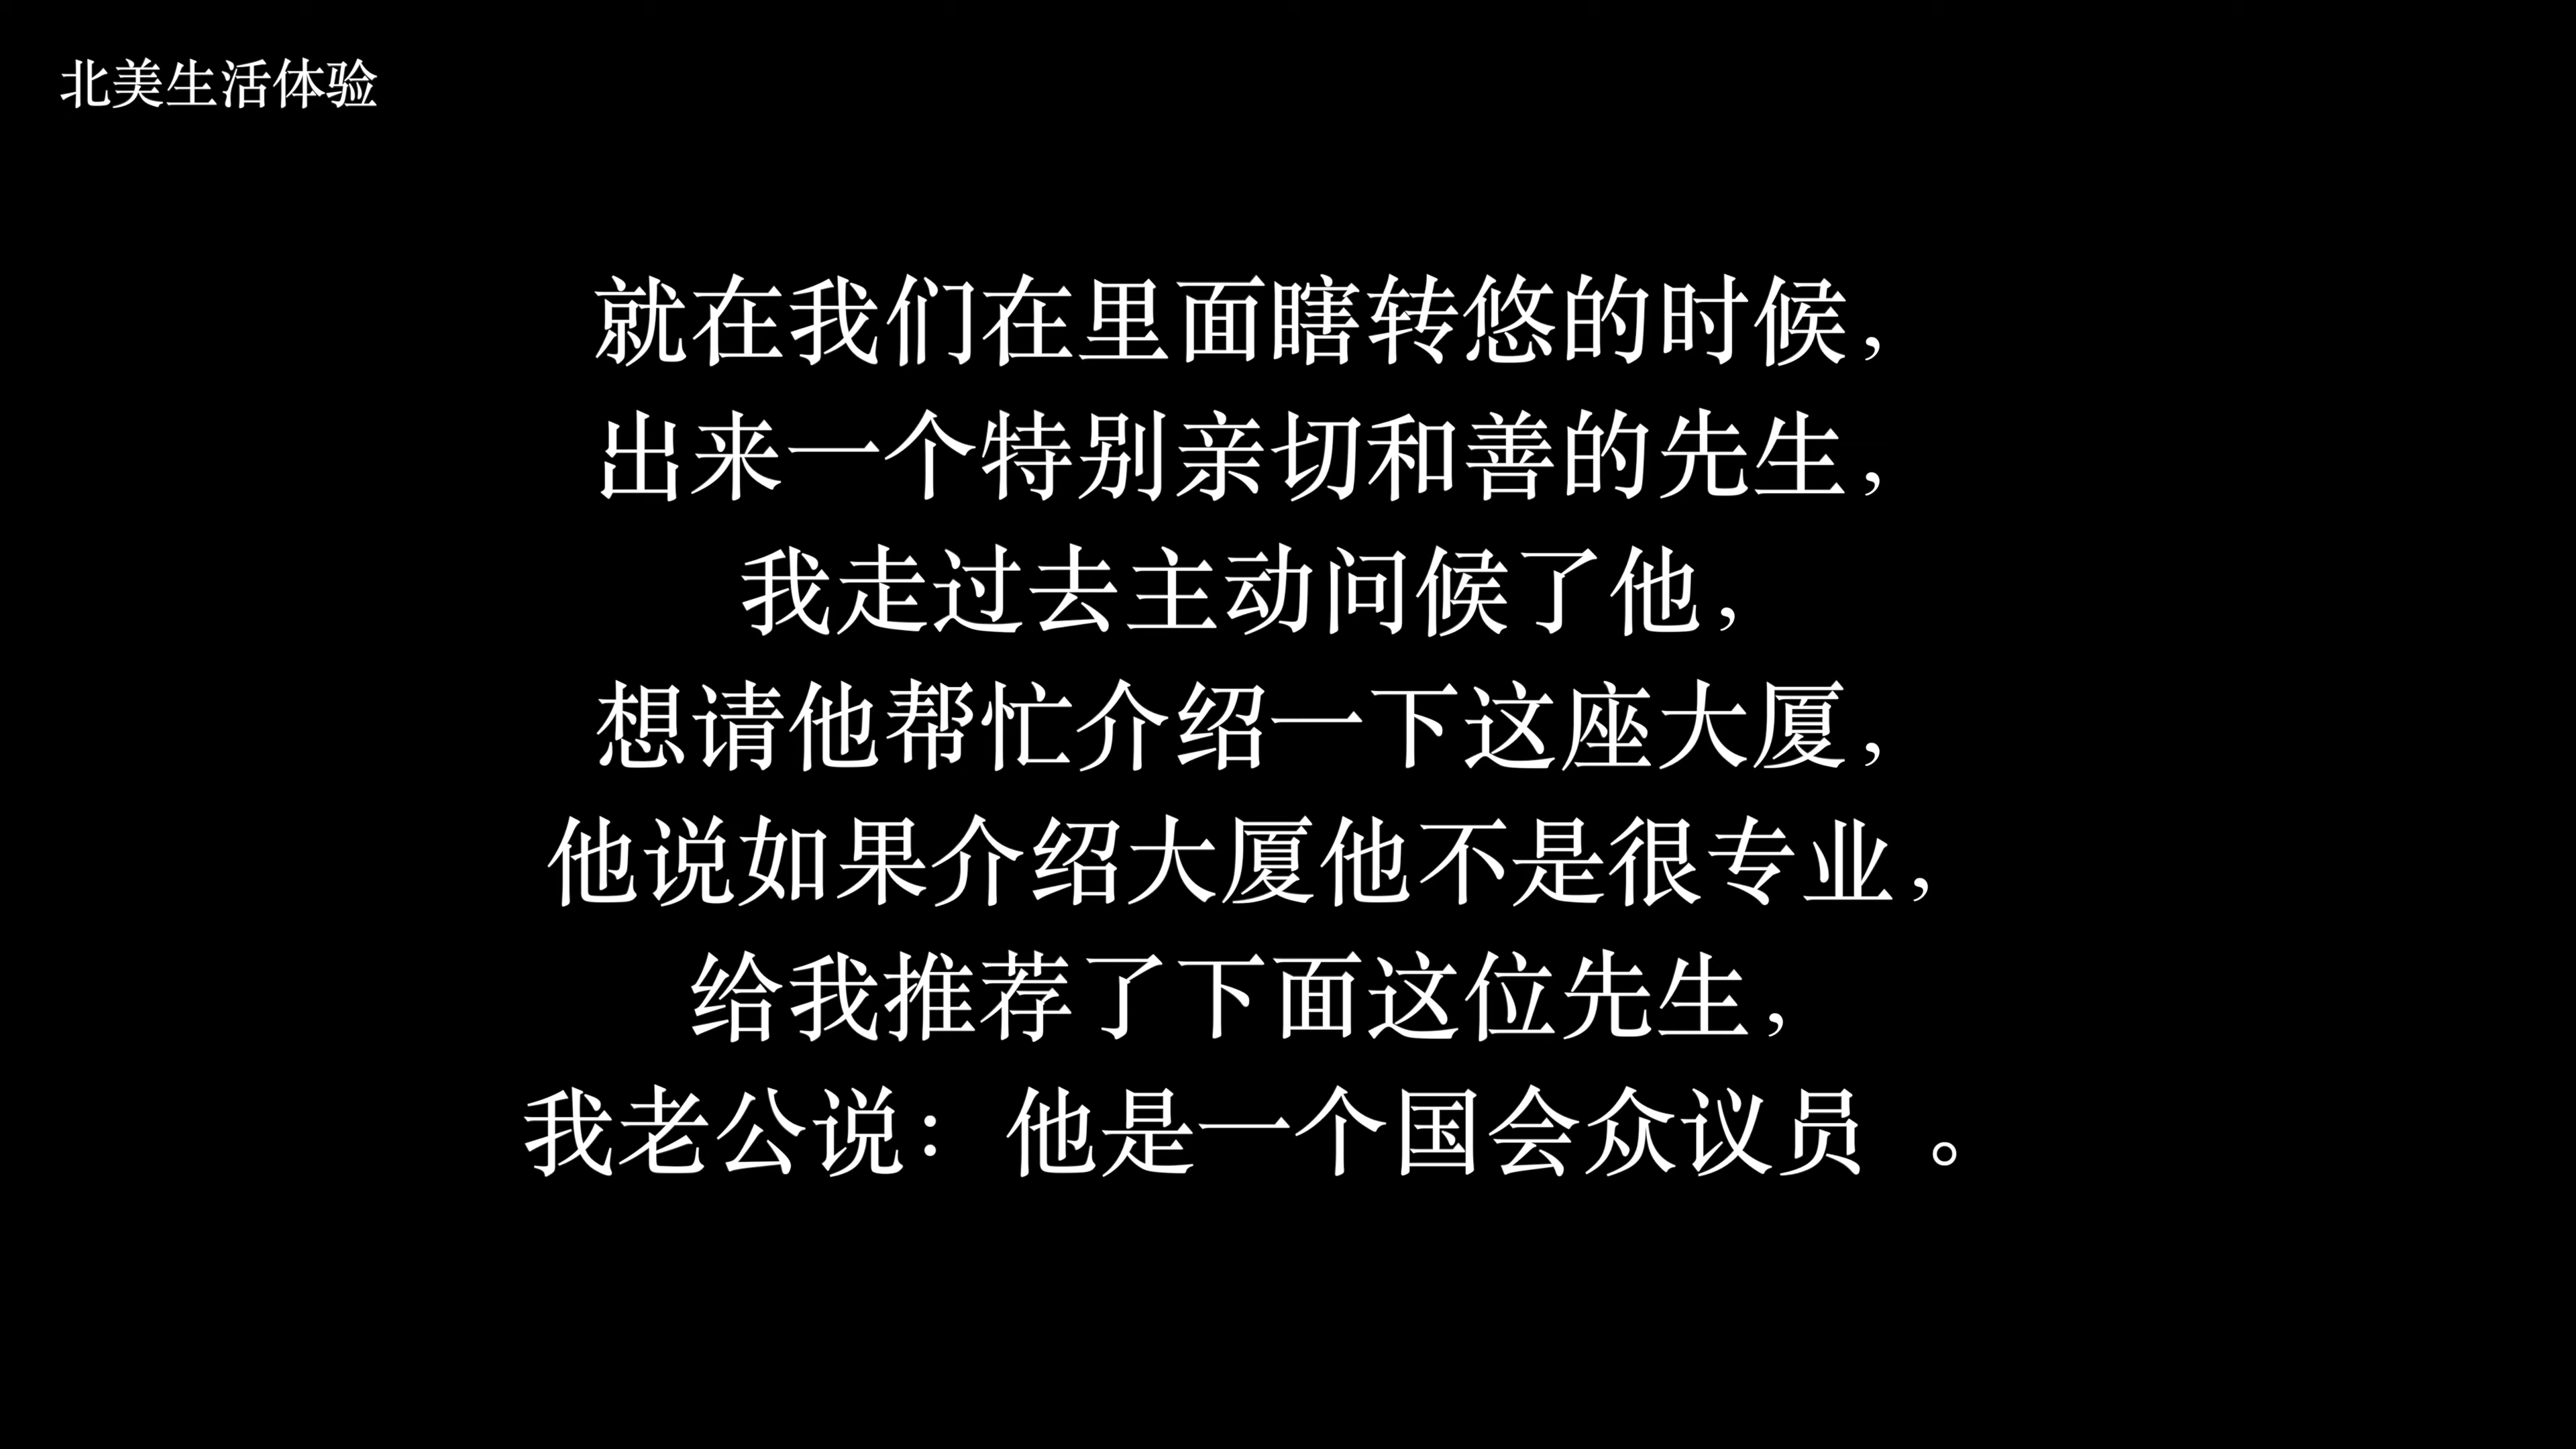 北美生活体验
就在我们在里面瞎转悠的时候，
出来一个特别亲切和善的先生，
我走过去主动问候了他，
想请他帮忙介绍一下这座大厦，
他说如果介绍大厦他不是很专业，
给我推荐了下面这位先生，
我老公说：他是一个国会众议员 。